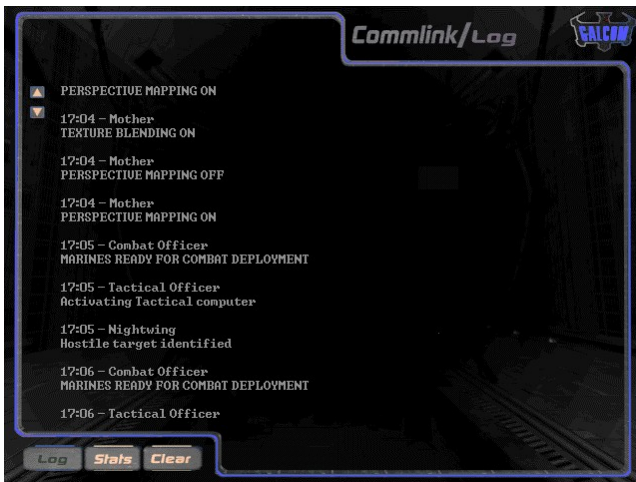 Commlink/Log
GALCOM
PERSPECTIVE MAPPING ON
17:04 – Mother
TEXTURE BLENDING ON
17:04 – Mother
PERSPECTIVE MAPPING OFF
17:04 – Mother
PERSPECTIVE MAPPING ON
17:05 – Combat Officer
MARINES READY FOR COMBAT DEPLOYMENT
17:05 – Tactical Officer
Activating Tactical computer
17:05 – Nightwing
Hostile target identified
17:06 – Combat Officer
MARINES READY FOR COMBAT DEPLOYMENT
17:06 – Tactical Officer
Log Stats Clear